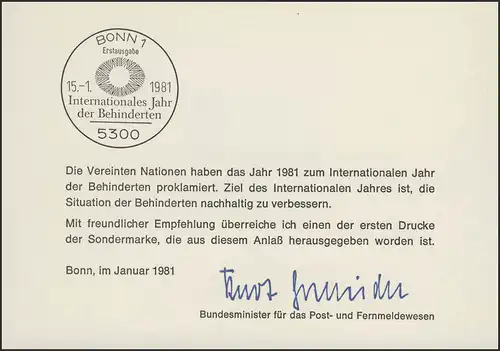 BONN 1
Erstausgabe
15.-1. 1981
Internationales Jahr
der Behinderten
5300
Die Vereinten Nationen haben das Jahr 1981 zum Internationalen Jahr
der Behinderten proklamiert. Ziel des Internationalen Jahres ist, die
Situation der Behinderten nachhaltig zu verbessern.
Mit freundlicher Empfehlung überreiche ich einen der ersten Drucke
der Sondermarke, die aus diesem Anlaß herausgegeben worden ist.
Bonn, im Januar 1981
Kurt
Bundesminister für das Post- und Fernmeldewesen